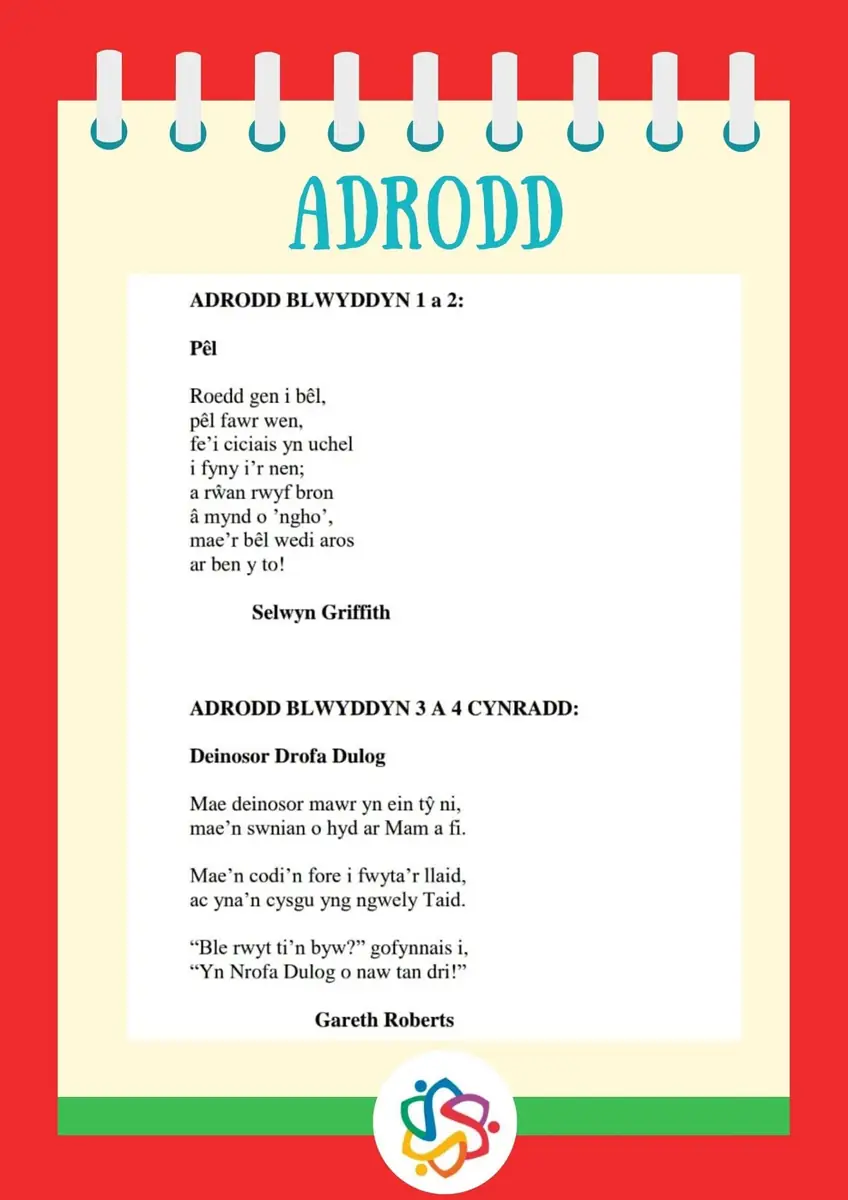 ADRODD
ADRODD BLWYDDYN 1 a 2:
Pêl
Roedd gen i bêl,
pêl fawr wen,
fe’i ciciais yn uchel
i fyny i’r nen;
a rŵan rwyf bron
â mynd o ’ngho’,
mae’r bêl wedi aros
ar ben y to!
Selwyn Griffith
ADRODD BLWYDDYN 3 A 4 CYNRADD:
Deinosor Drofa Dulog
Mae deinosor mawr yn ein tŷ ni,
mae’n swnian o hyd ar Mam a fi.
Mae’n codi’n fore i fwyta’r llaid,
ac yna’n cysgu yng ngwely Taid.
“Ble rwyt ti’n byw?” gofynnais i,
“Yn Nrofa Dulog o naw tan dri!”
Gareth Roberts